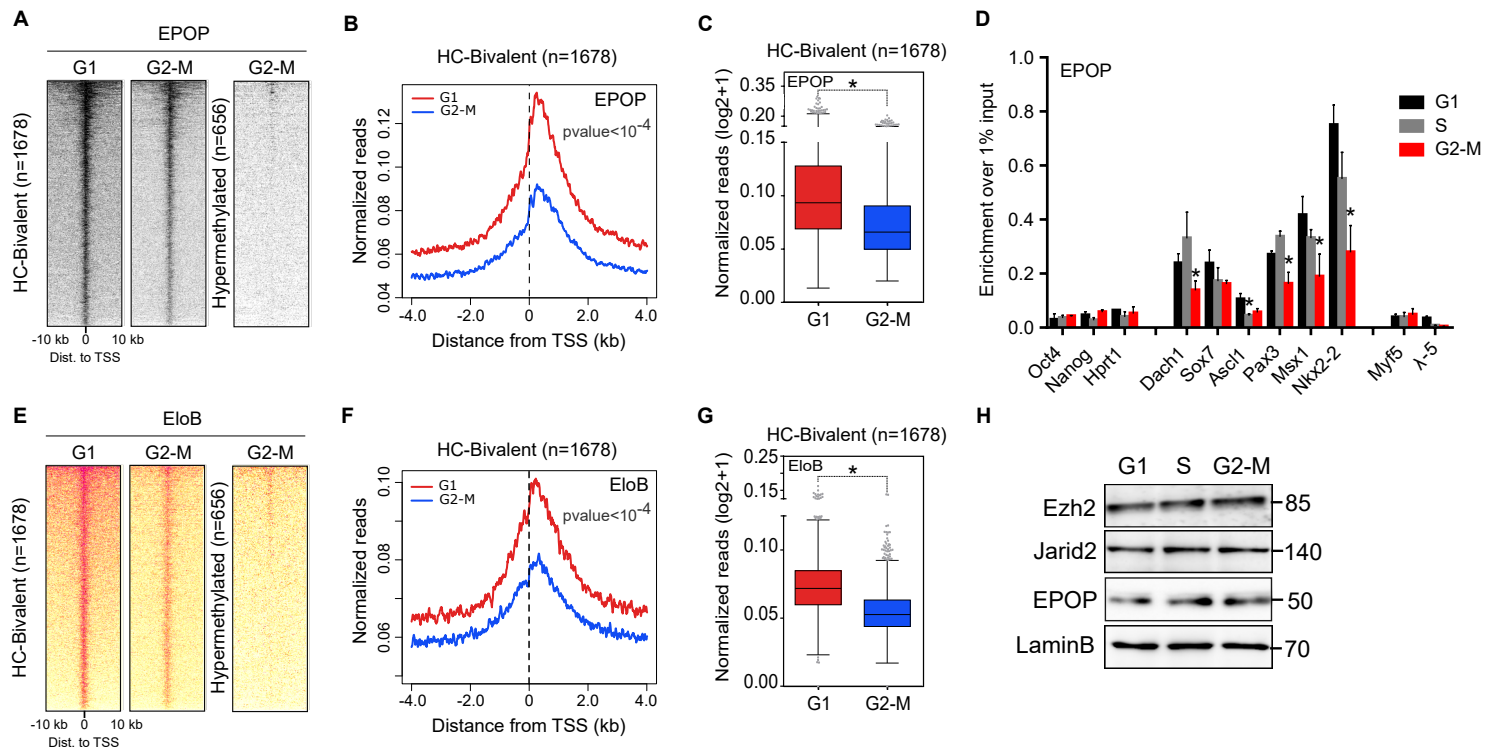 A
EPOP
G1
G2-M
G2-M
HC-Bivalent (n=1678)
Hypermethylated (n=656)
-10 kb
0
10 kb
Dist. to TSS
B
HC-Bivalent (n=1678)
G1
G2-M
EPOP
pvalue<10-4
Normalized reads
0.12
0.10
0.08
0.06
0.04
-4.0
-2.0
0
2.0
4.0
Distance from TSS (kb)
C
HC-Bivalent (n=1678)
EPOP
*
Normalized reads (log2+1)
0.35
0.20
0.15
0.10
0.05
0.00
G1
G2-M
D
EPOP
Enrichment over 1% input
1.0
0.8
0.6
0.4
0.2
0.0
G1
S
G2-M
*
*
*
*
*
Oct4
Nanog
Hprt1
Dach1
Sox7
Ascl1
Pax3
Msx1
Nkx2-2
Myf5
λ-5
E
EloB
G1
G2-M
G2-M
HC-Bivalent (n=1678)
Hypermethylated (n=656)
-10 kb
0
10 kb
Dist. to TSS
F
HC-Bivalent (n=1678)
G1
G2-M
EloB
pvalue<10-4
Normalized reads
0.10
0.08
0.06
-4.0
-2.0
0
2.0
4.0
Distance from TSS (kb)
G
HC-Bivalent (n=1678)
EloB
*
Normalized reads (log2+1)
0.25
0.15
0.10
0.05
0.00
G1
G2-M
H
G1 S G2-M
Ezh2 85
Jarid2 140
EPOP 50
LaminB 70